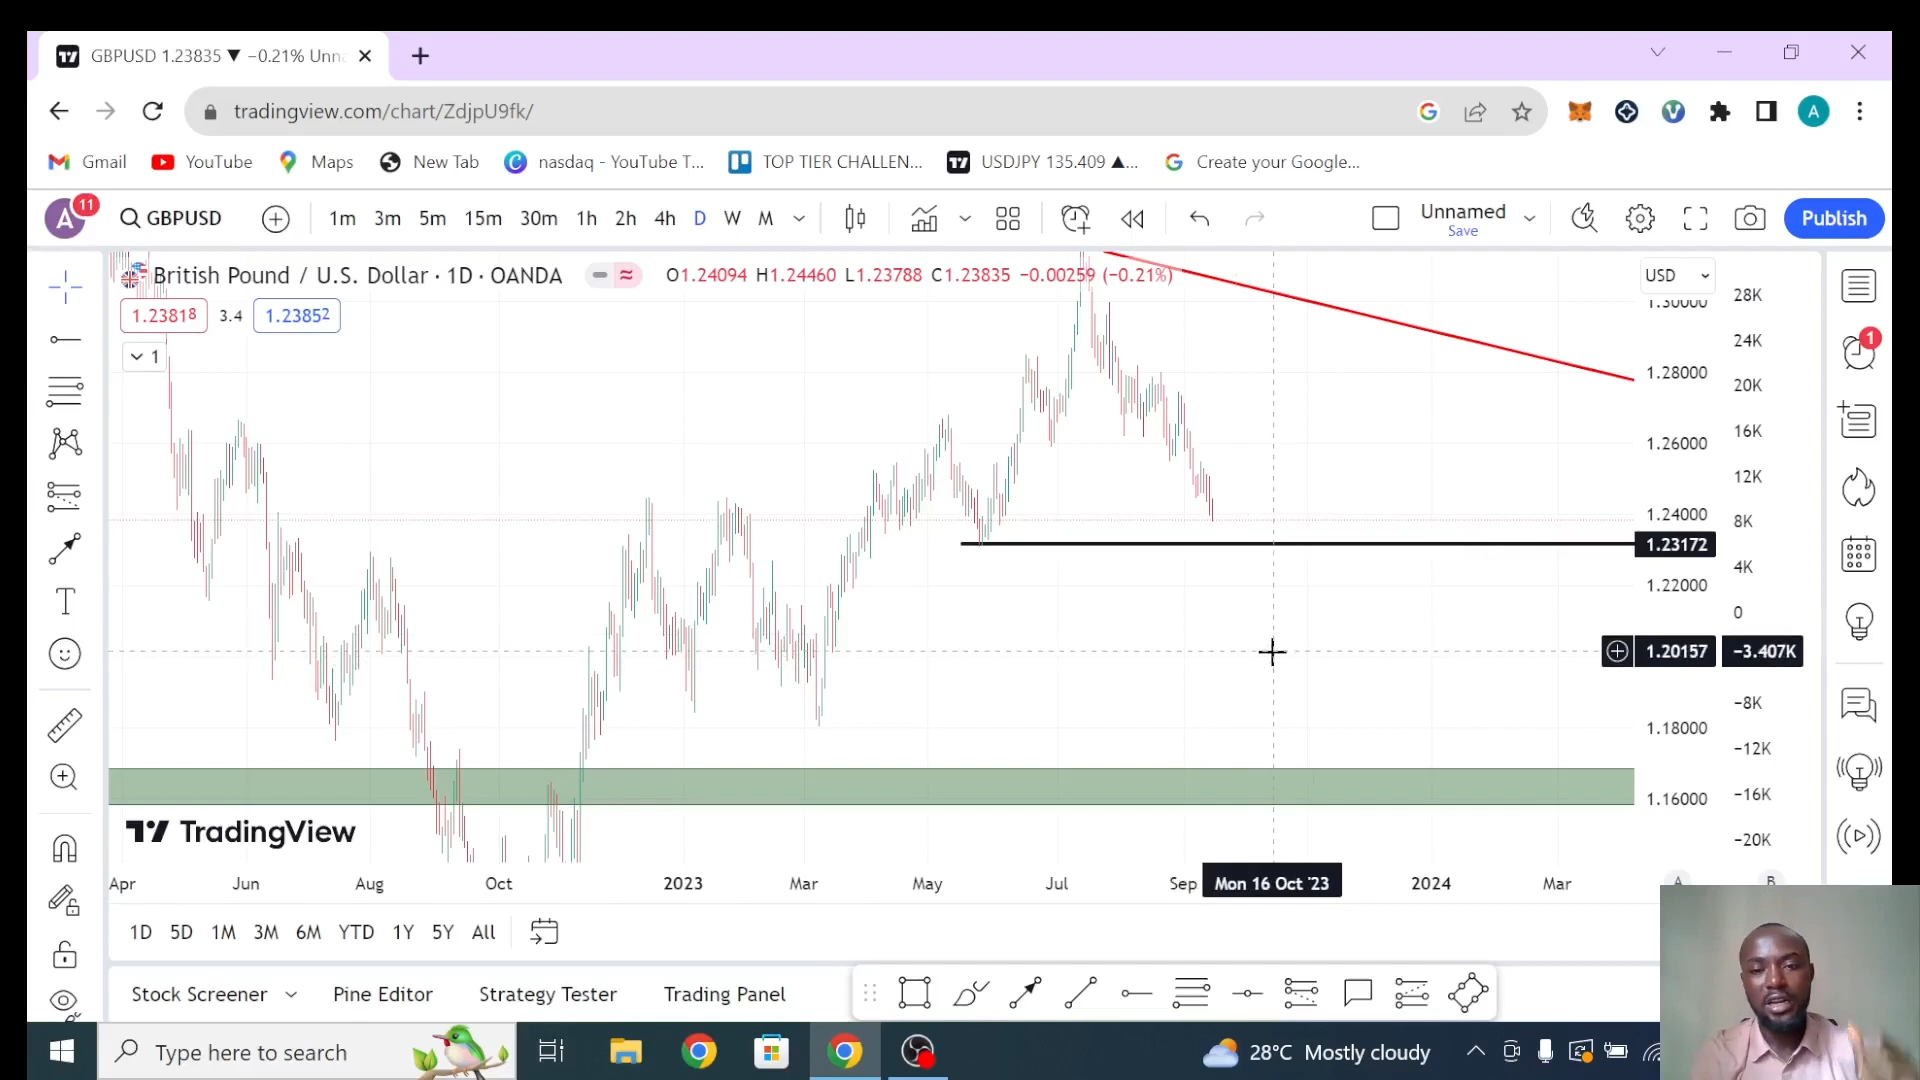 GBPUSD 1.23835 ▼ −0.21% Unna
tradingview.com/chart/ZdjpU9fk/
Gmail YouTube Maps New Tab nasdaq - YouTube T... TOP TIER CHALLEN... USDJPY 135.409 ▲... Create your Google...
A 11 GBPUSD 1m 3m 5m 15m 30m 1h 2h 4h D W M Unnamed Save Publish
British Pound / U.S. Dollar · 1D · OANDA O1.24094 H1.24460 L1.23788 C1.23835 −0.00259 (−0.21%) USD
1.23818 3.4 1.23852
1
1.30000 28K
24K
1.28000 20K
1.26000 16K
12K
1.24000 8K
1.23172
1.22000 4K
0
1.20157 −3.407K
1.18000 −8K
−12K
1.16000 −16K
−20K
TradingView
Apr Jun Aug Oct 2023 Mar May Jul Sep Mon 16 Oct '23 2024 Mar A B
1D 5D 1M 3M 6M YTD 1Y 5Y All
Stock Screener Pine Editor Strategy Tester Trading Panel
Type here to search 28°C Mostly cloudy